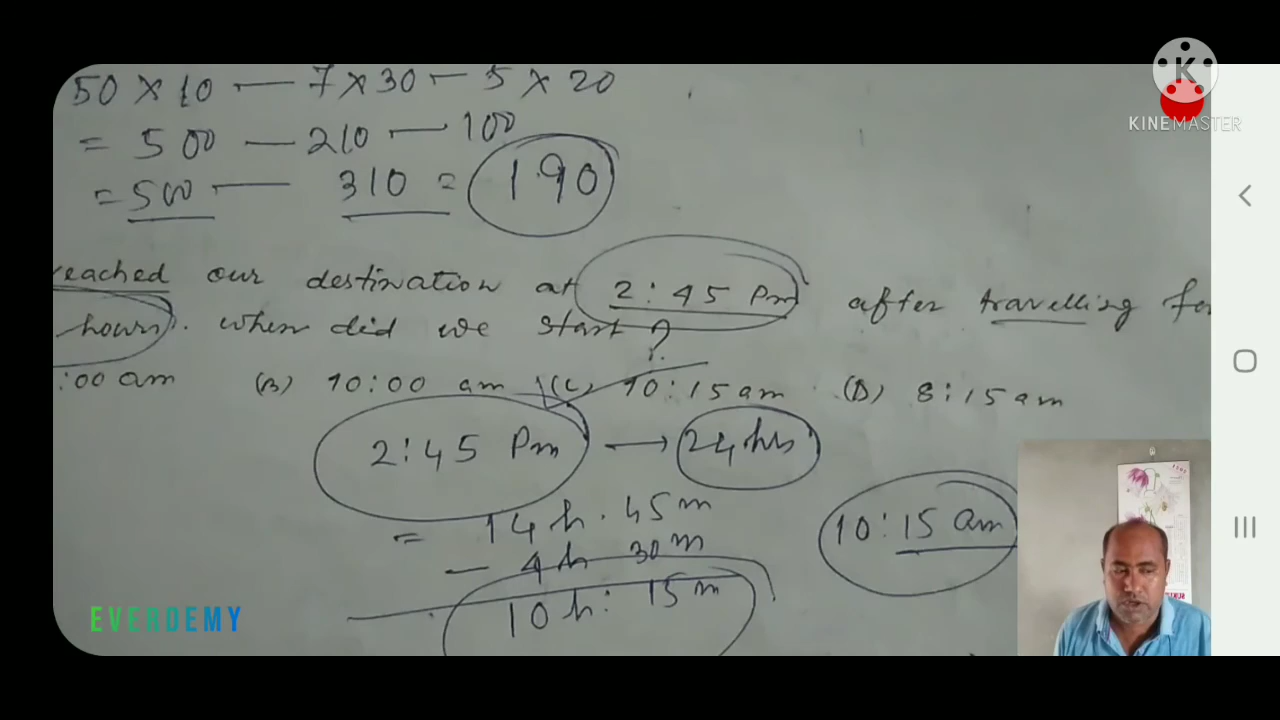 50 × 10 — 7 × 30 — 5 × 20
= 500 — 210 — 100
= 500 — 310 = 190
reached our destination at 2:45 Pm after travelling for
hours. when did we start?
:00 am (B) 10:00 am (C) 10:15 am (D) 8:15 am
2:45 Pm → 24 hrs
= 14 h. 45 m
— 4 h 30 m
10 h: 15 m
10:15 am
EVERDEMY
KINEMASTER